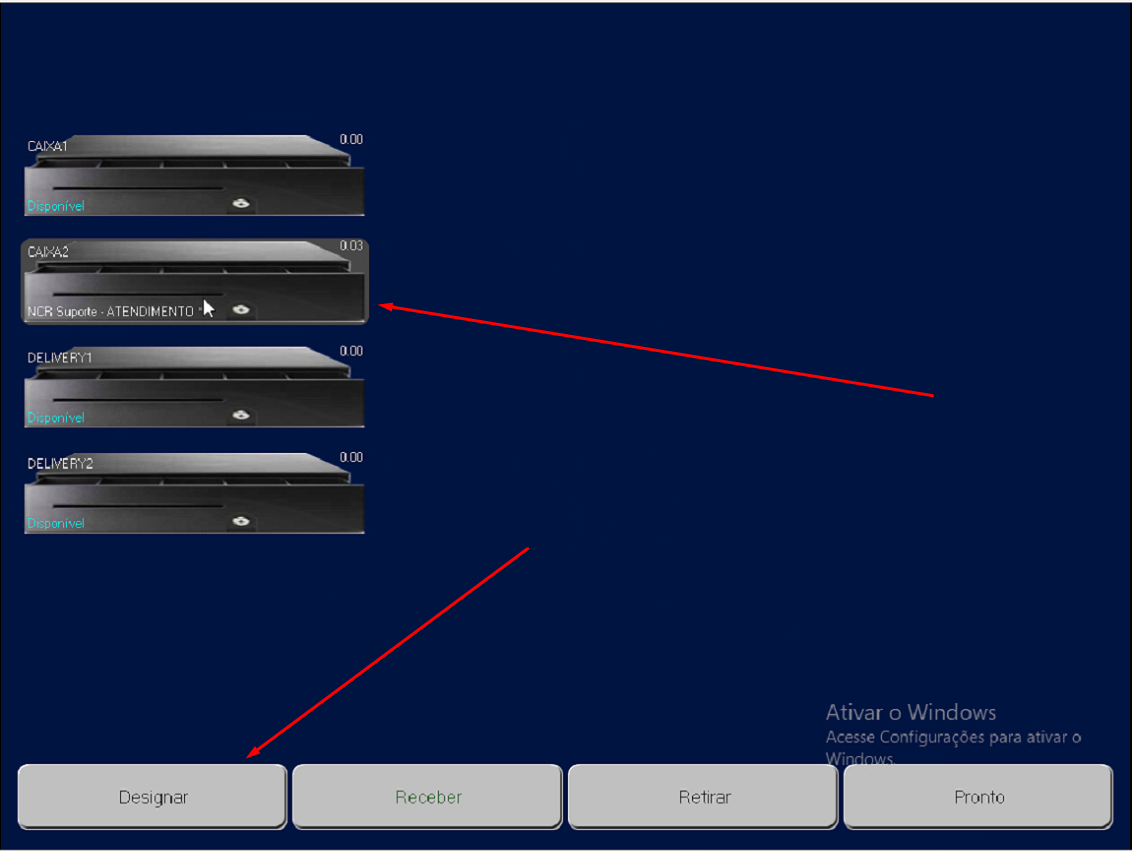 CAIXA1
0.00
Disponível
CAIXA2
0.03
NCR Suporte - ATENDIMENTO
DELIVERY1
0.00
Disponível
DELIVERY2
0.00
Disponível
Ativar o Windows
Acesse Configurações para ativar o
Windows.
Designar
Receber
Retirar
Pronto